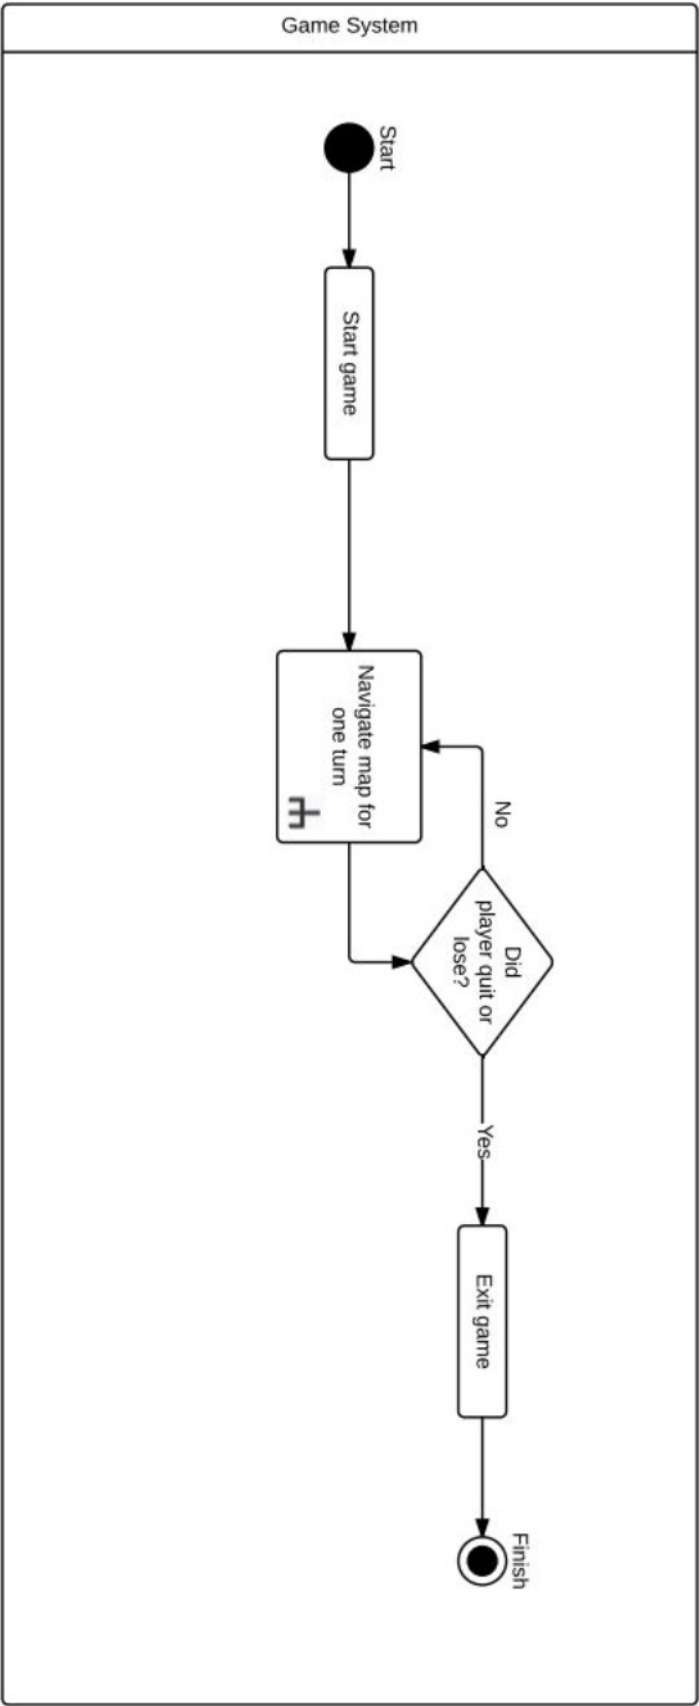 Game System
Start
Start game
Navigate map for
one turn
No
Did
player quit or
lose?
Yes
Exit game
Finish